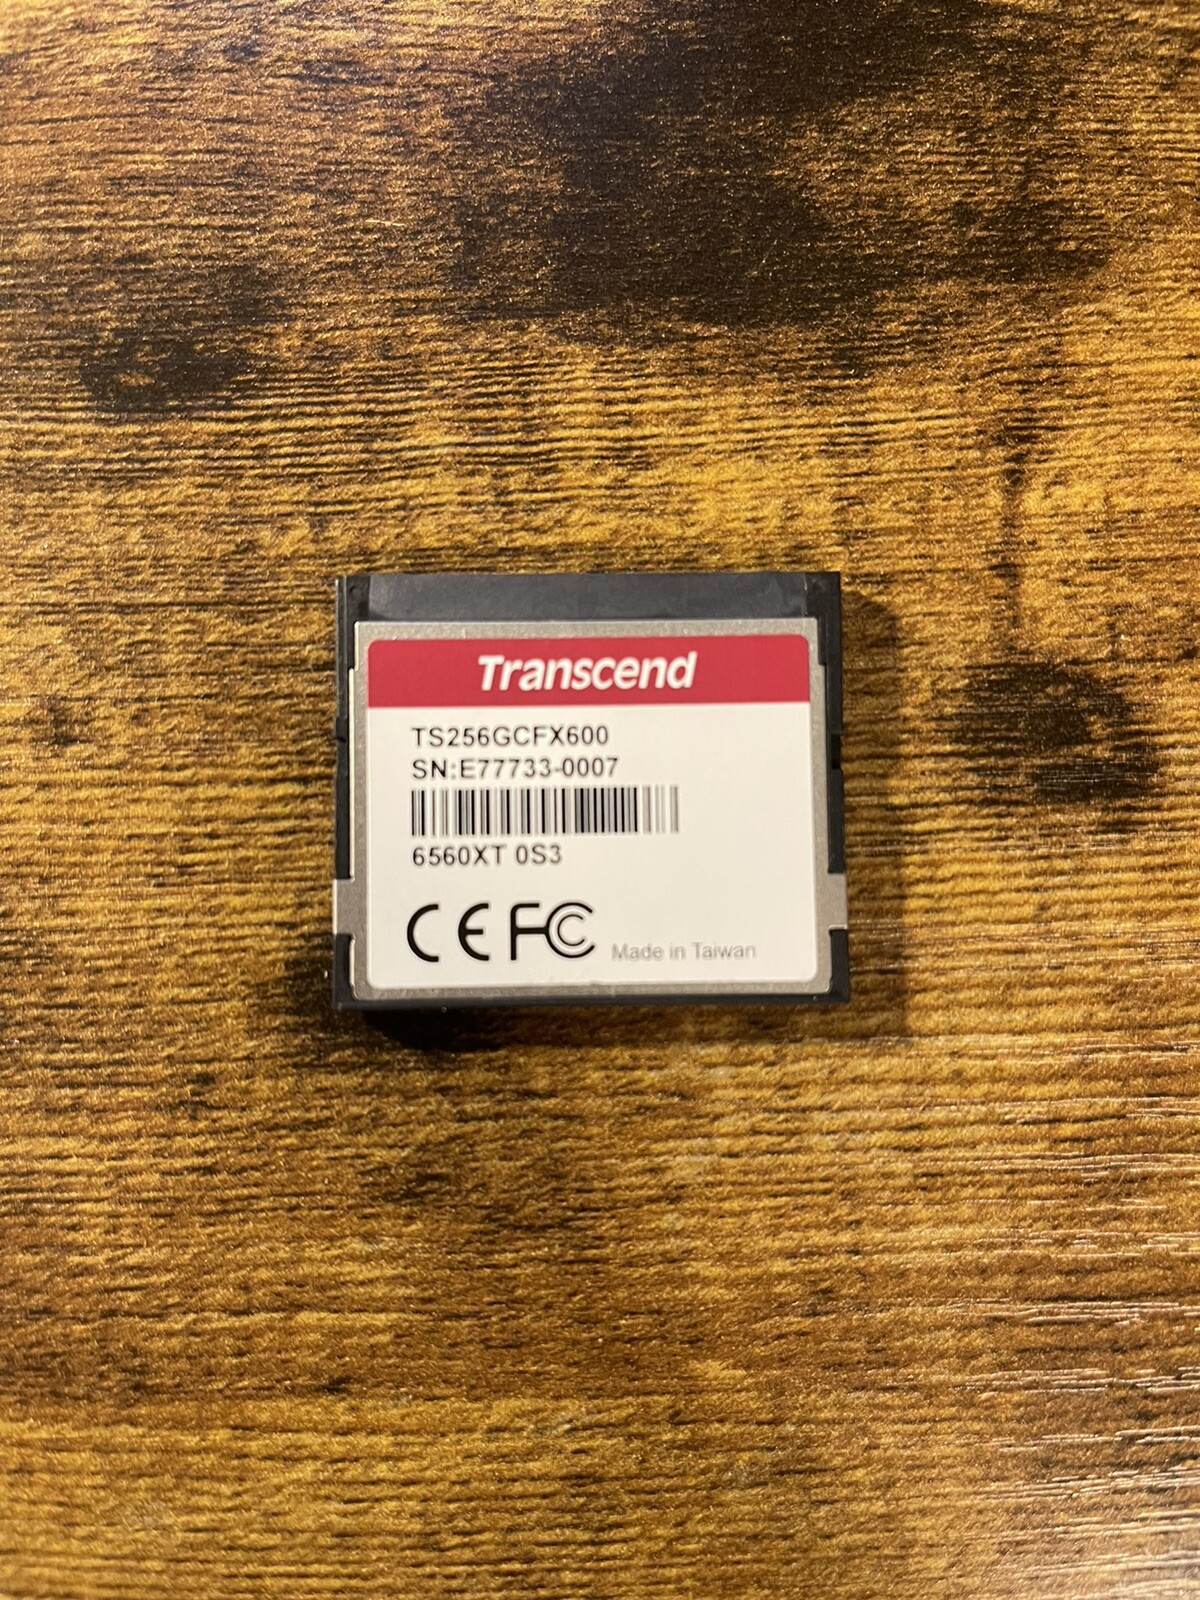 Transcend
TS256GCFX600
SN:E77733-0007
6560XT 0S3
CE FC Made in Taiwan